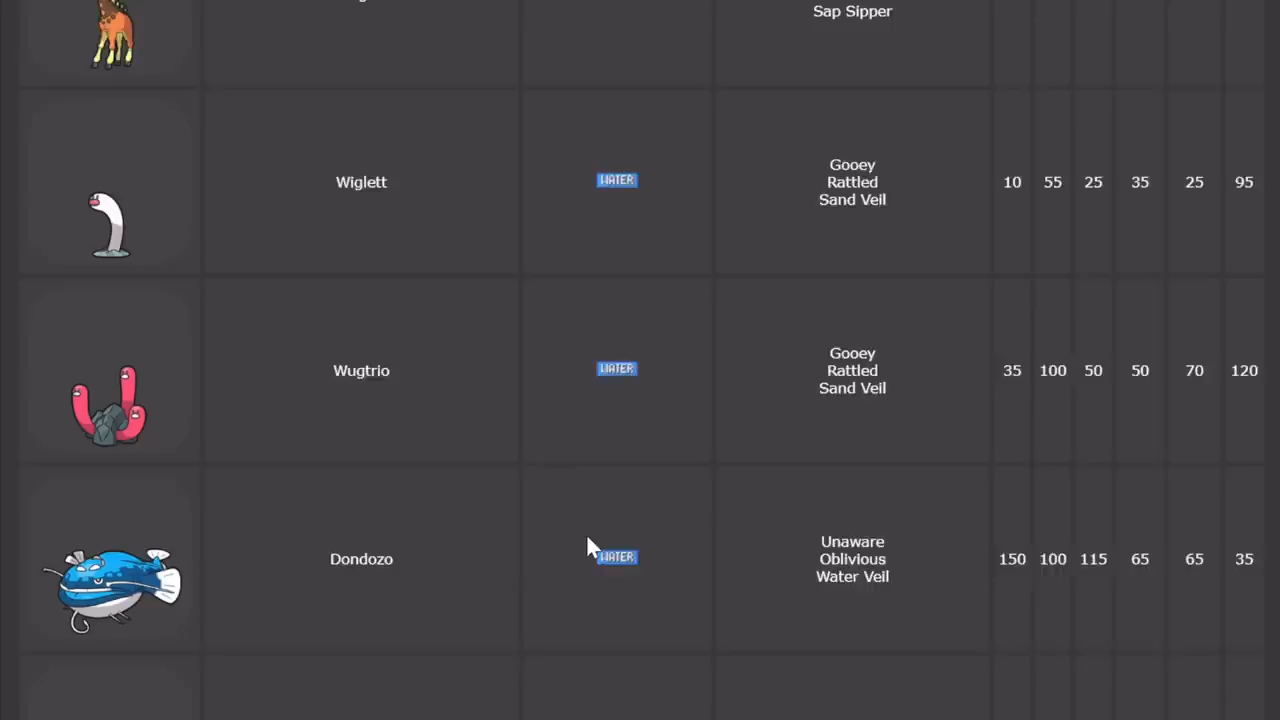 Sap Sipper
Wiglett
WATER
Gooey
Rattled
Sand Veil
10 55 25 35 25 95
Wugtrio
WATER
Gooey
Rattled
Sand Veil
35 100 50 50 70 120
Dondozo
WATER
Unaware
Oblivious
Water Veil
150 100 115 65 65 35